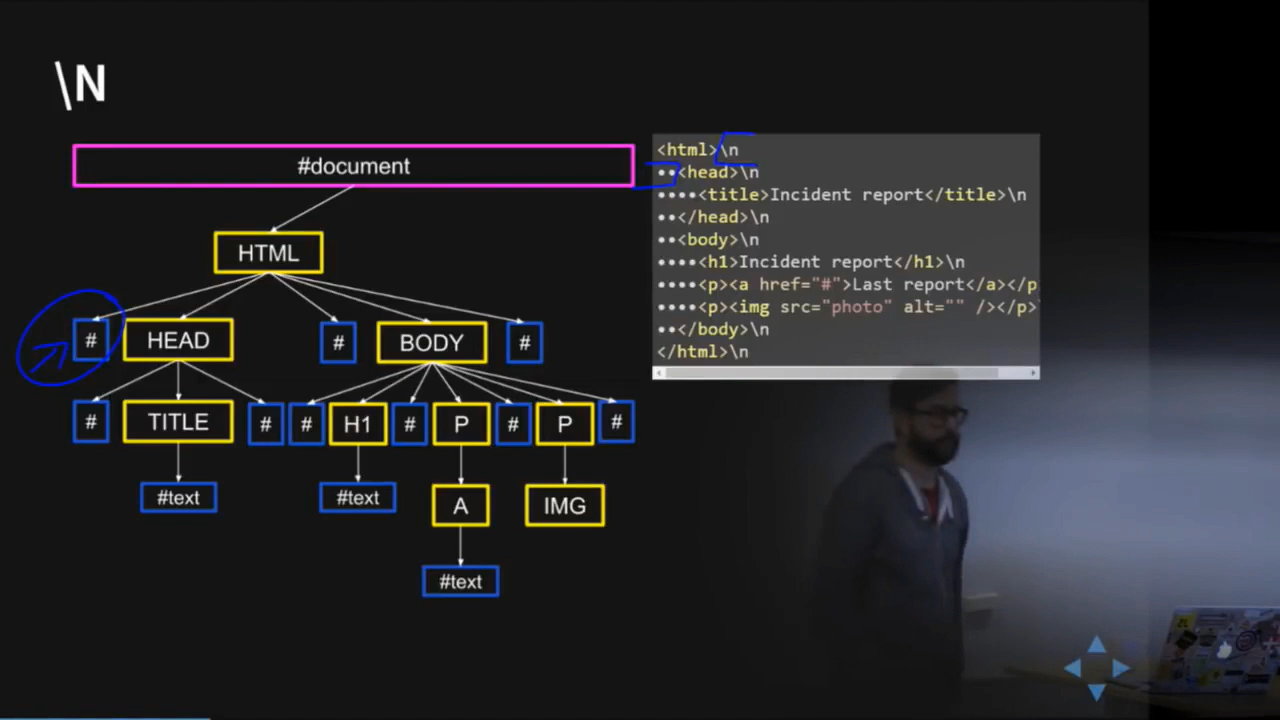 \N
#document
HTML
# HEAD # BODY #
# TITLE # # H1 # P # P #
#text #text A IMG
#text
<html>\n
••<head>\n
••••<title>Incident report</title>\n
••</head>\n
••<body>\n
••••<h1>Incident report</h1>\n
••••<p><a href="#">Last report</a></p
••••<p><img src="photo" alt="" /></p>
••</body>\n
</html>\n